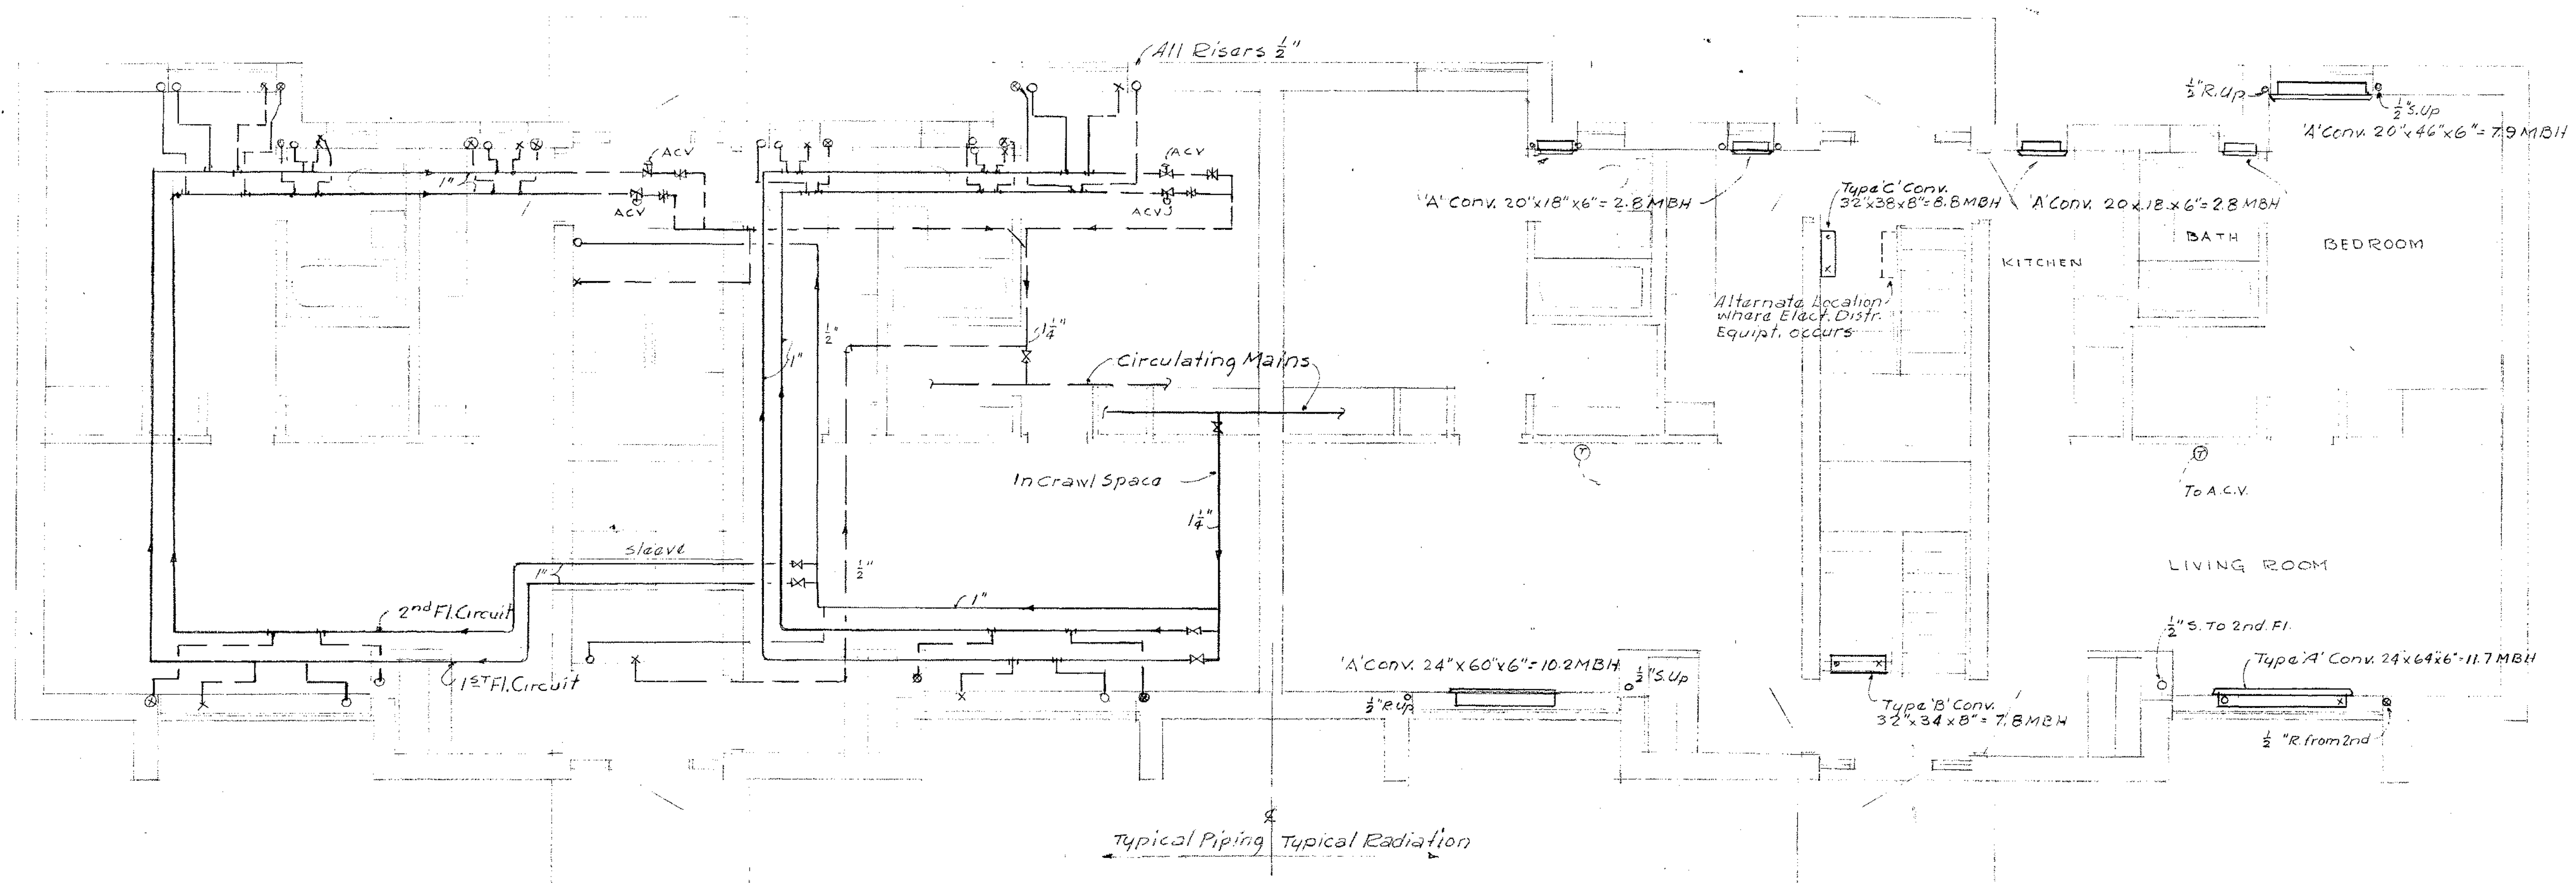 All Risers ½"
½" R.Up
½" S.Up
'A' Conv. 20"x46"x6" = 7.9 MBH
ACV
ACV
1"
ACV
ACV
'A' Conv. 20"x18"x6" = 2.8 MBH
Type 'C' Conv.
32"x38x8" = 8.8 MBH
'A' Conv. 20x18x6" = 2.8 MBH
BATH
BEDROOM
KITCHEN
Alternate Location
where Elect. Distr.
Equipt. occurs
½"
1"
1¼"
Circulating Mains
T
T
In Crawl Space
To A.C.V.
1¼"
sleeve
1"
½"
LIVING ROOM
2nd Fl. Circuit
1"
½" S. To 2nd. Fl.
1ST Fl. Circuit
'A' Conv. 24"x60"x6" = 10.2 MBH
½" S.Up
½" R.Up
Type 'A' Conv. 24"x64"x6" = 11.7 MBH
Type 'B' Conv.
32"x34x8" = 7.8 MBH
½" R. from 2nd
℄
Typical Piping Typical Radiation